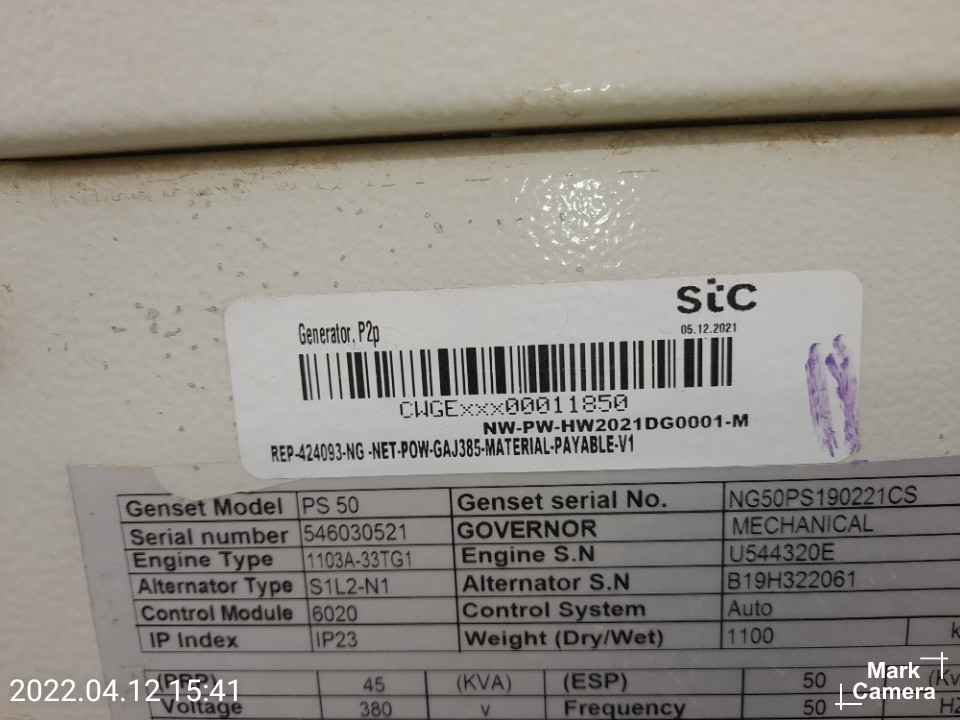 stc
05.12.2021
Generator, P2p
CWGExxx00011850
NW-PW-HW2021DG0001-M
REP-424093-NG -NET-POW-GAJ385-MATERIAL-PAYABLE-V1
Genset Model PS 50 Genset serial No. NG50PS190221CS
Serial number 546030521 GOVERNOR MECHANICAL
Engine Type 1103A-33TG1 Engine S.N U544320E
Alternator Type S1L2-N1 Alternator S.N B19H322061
Control Module 6020 Control System Auto
IP Index IP23 Weight (Dry/Wet) 1100
(PRP) 45 (KVA) (ESP) 50
Voltage 380 v Frequency 50 HZ
2022.04.12 15:41
Mark
Camera